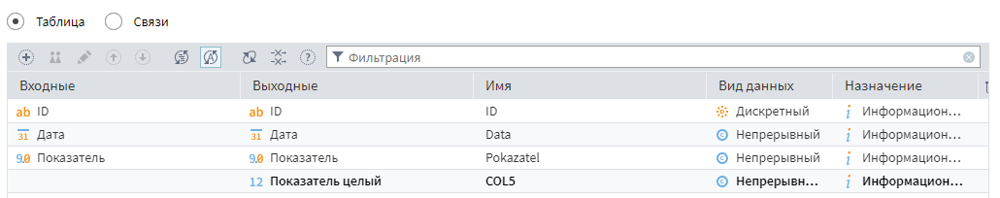 Таблица Связи
Фильтрация
Входные Выходные Имя Вид данных Назначение
ab ID ab ID ID Дискретный Информацион...
31 Дата 31 Дата Data Непрерывный Информацион...
9.0 Показатель 9.0 Показатель Pokazatel Непрерывный Информацион...
12 Показатель целый COL5 Непрерывн... Информацион...